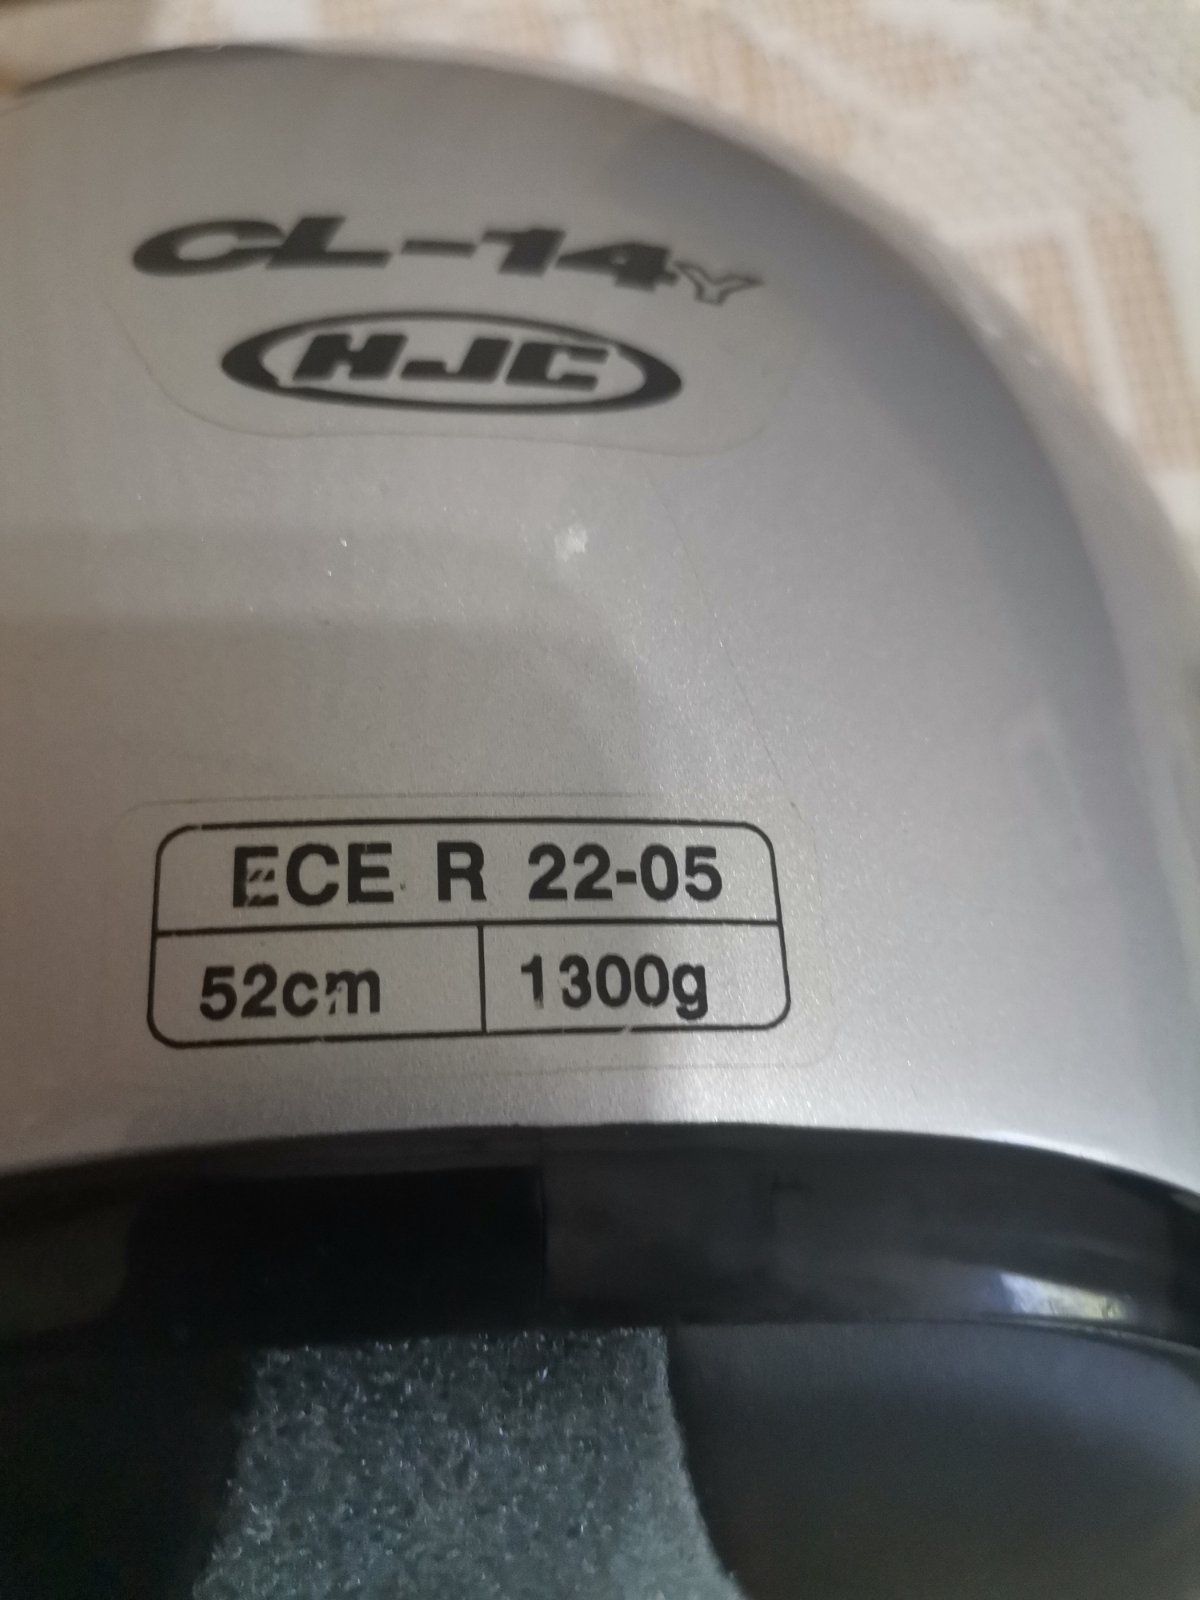 CL-14Y
HJC
ECE R 22-05
52cm 1300g